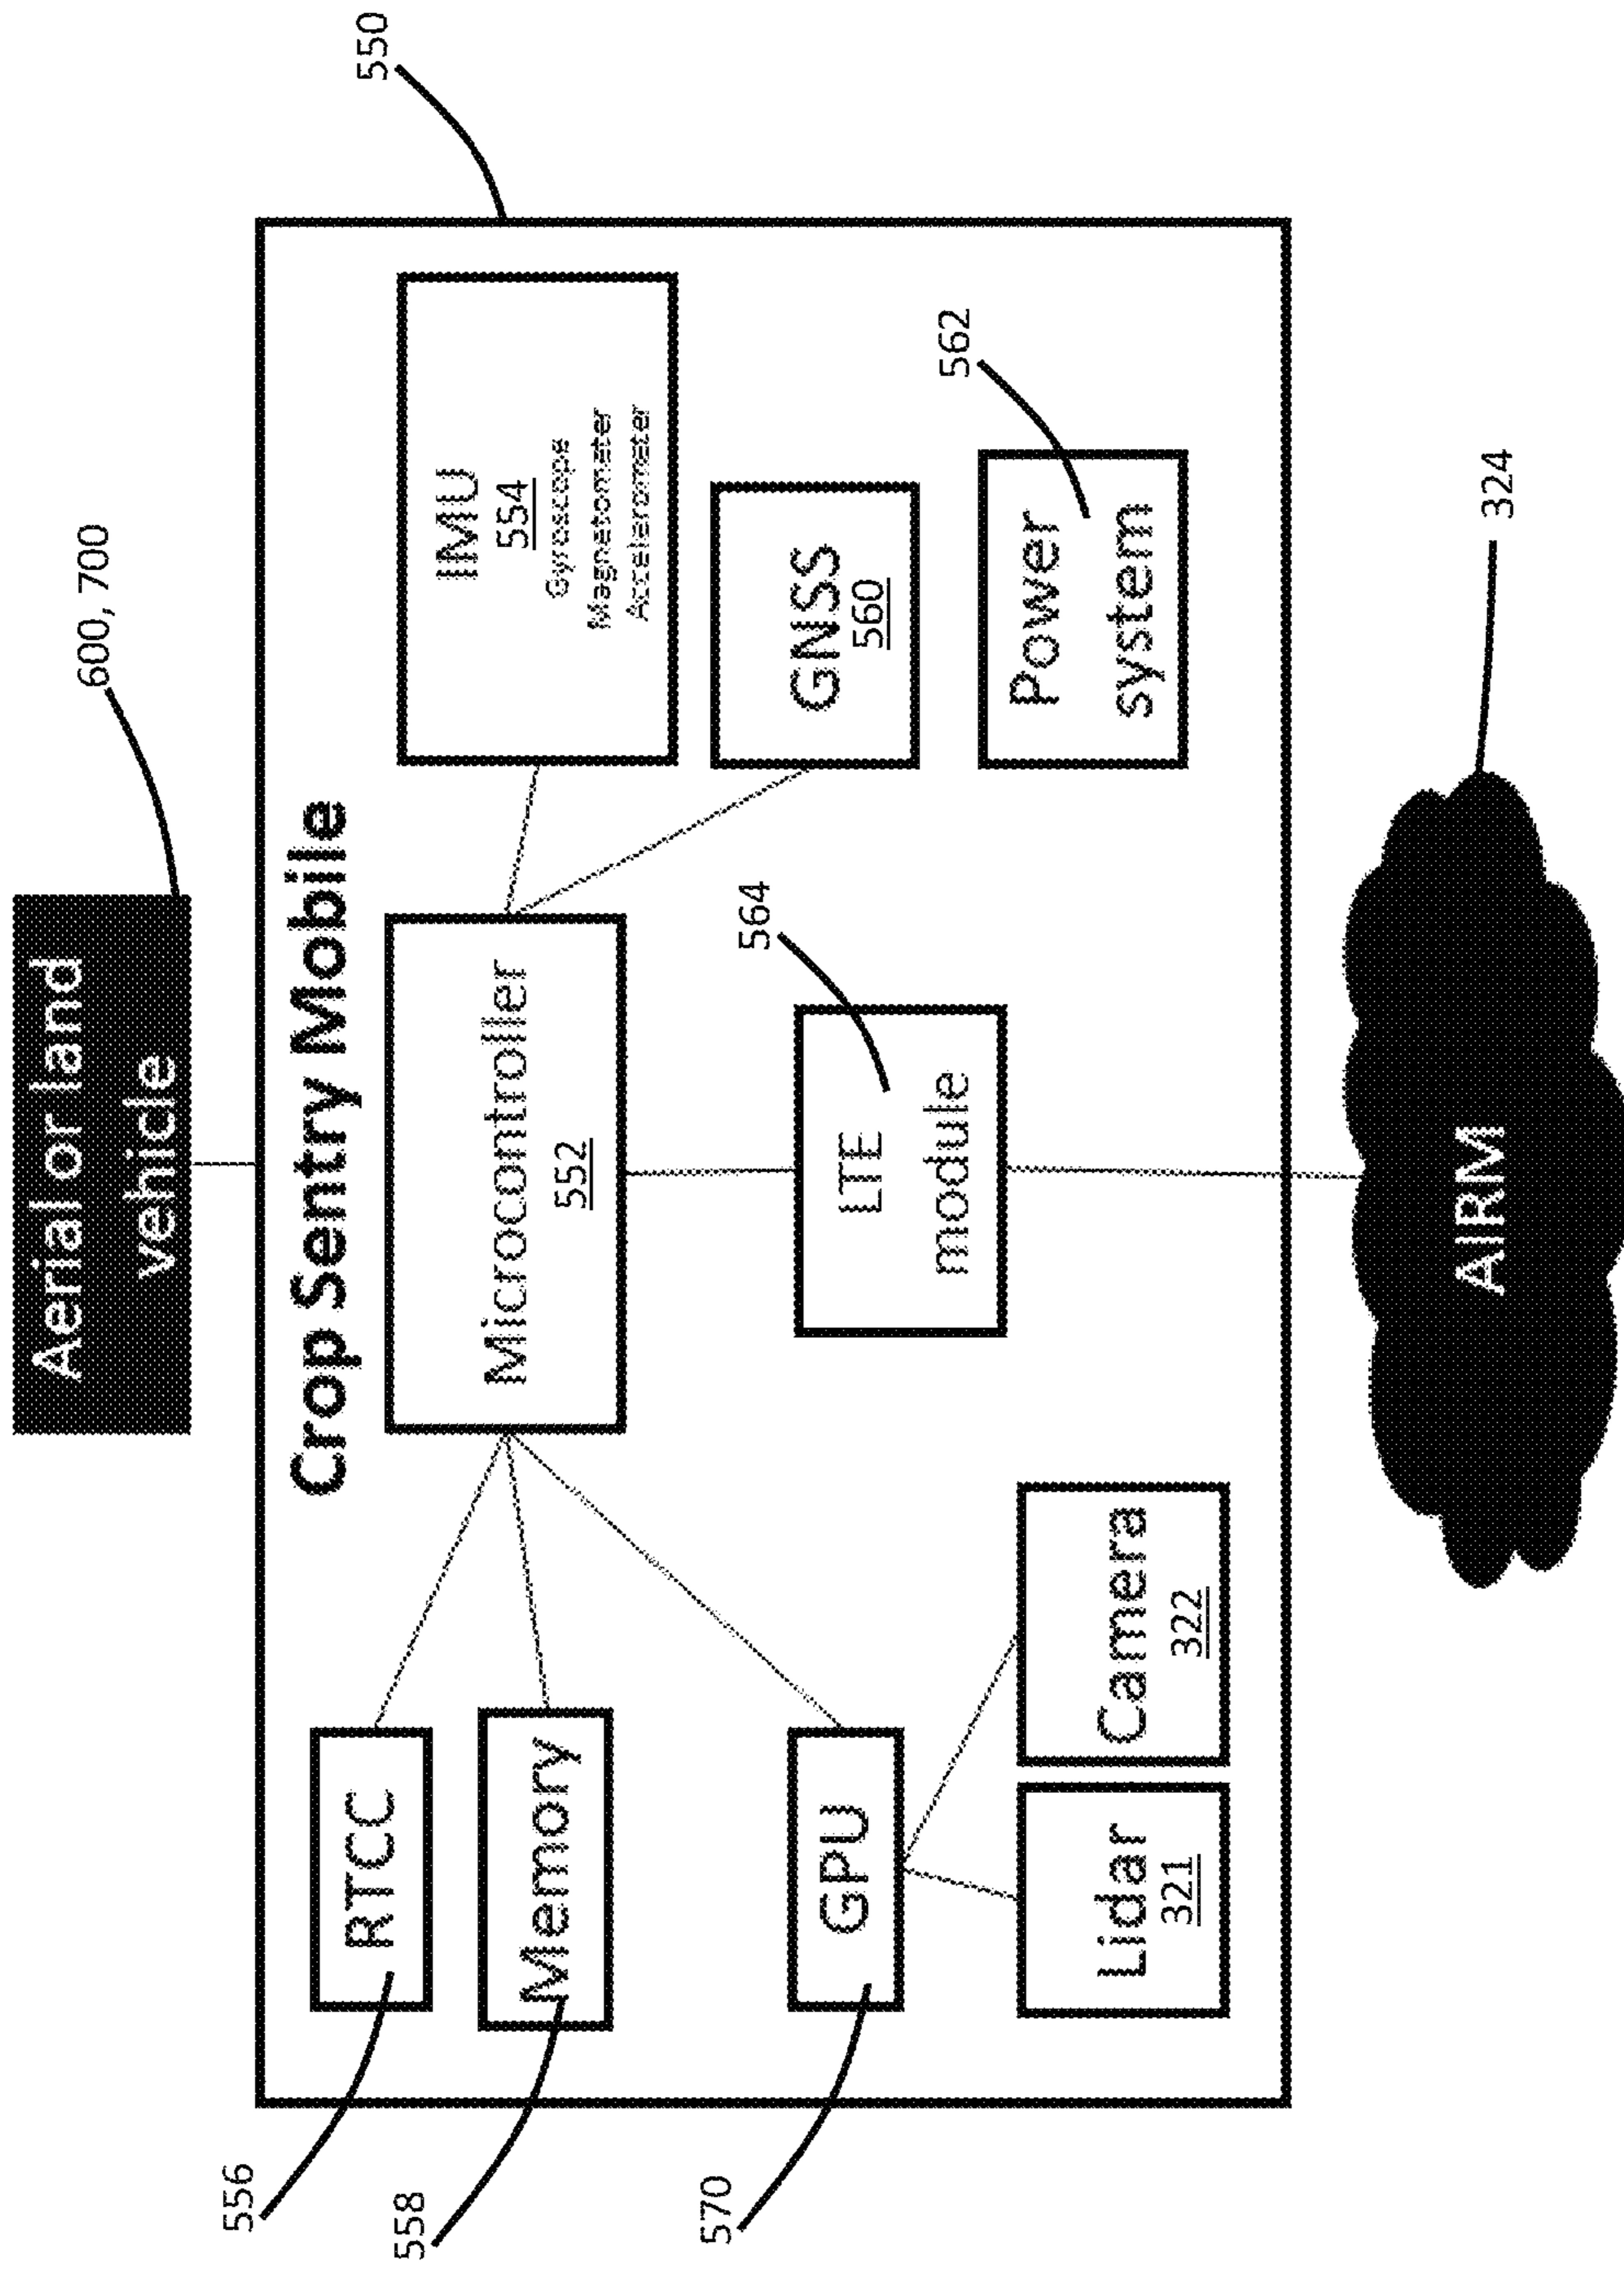 Aerial or land
vehicle
600, 700
550
Crop Sentry Mobile
556
RTCC
558
Memory
Microcontroller
552
IMU
554
Gyroscope
Magnetometer
Accelerometer
GNSS
560
570
GPU
564
LTE
module
562
Power
system
Lidar
321
Camera
322
AIRM
324